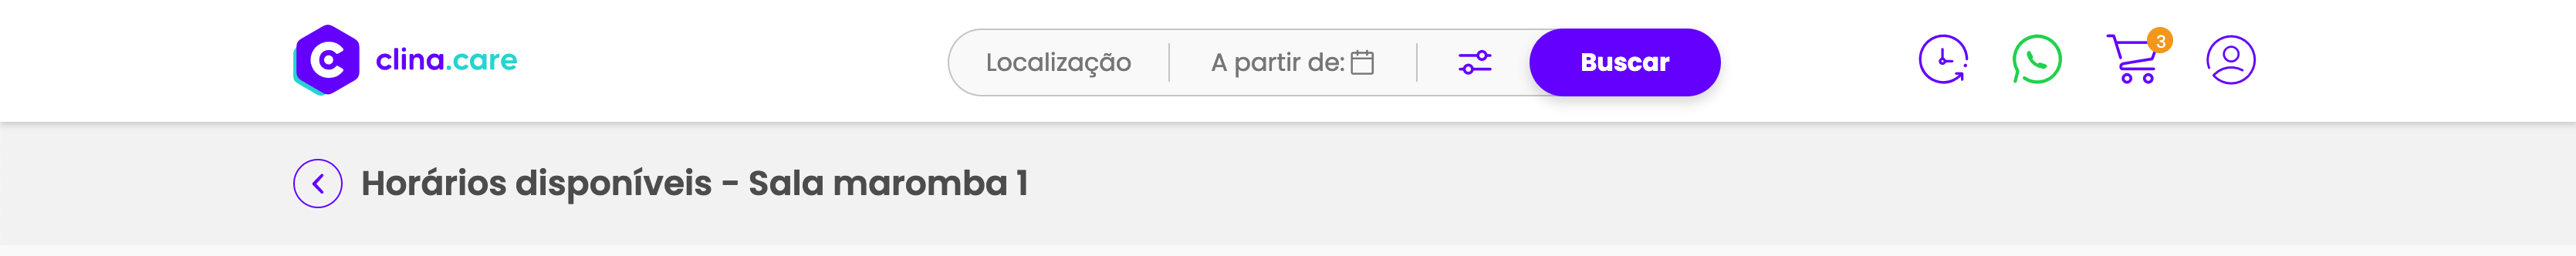 clina.care
Localização
A partir de:
Buscar
3
Horários disponíveis - Sala maromba 1